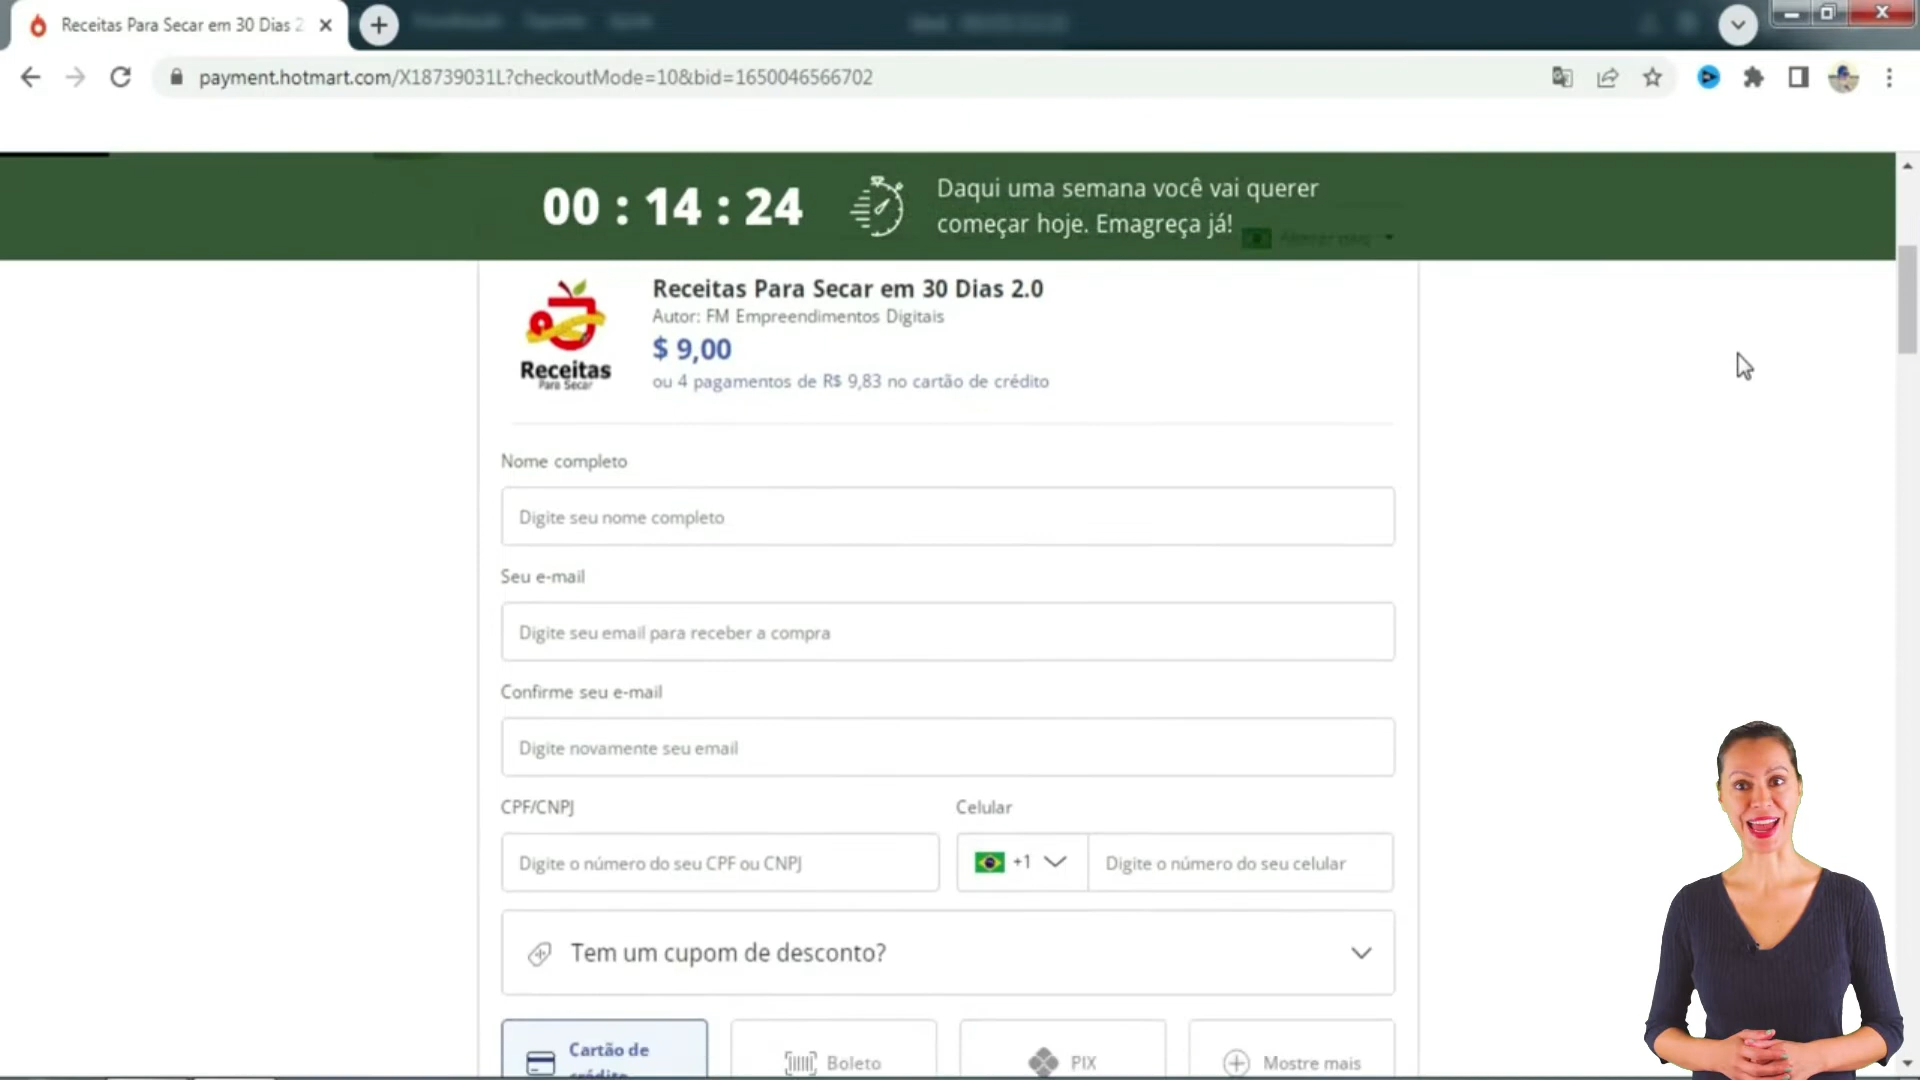 Receitas Para Secar em 30 Dias 2
payment.hotmart.com/X18739031L?checkoutMode=10&bid=1650046566702
00 : 14 : 24
Daqui uma semana você vai querer
começar hoje. Emagreça já!
Receitas Para Secar em 30 Dias 2.0
Autor: FM Empreendimentos Digitais
$ 9,00
ou 4 pagamentos de R$ 9,83 no cartão de crédito
Receitas
Para Secar
Nome completo
Digite seu nome completo
Seu e-mail
Digite seu email para receber a compra
Confirme seu e-mail
Digite novamente seu email
CPF/CNPJ
Celular
Digite o número do seu CPF ou CNPJ
+1
Digite o número do seu celular
Tem um cupom de desconto?
Cartão de
crédito
Boleto
PIX
Mostre mais